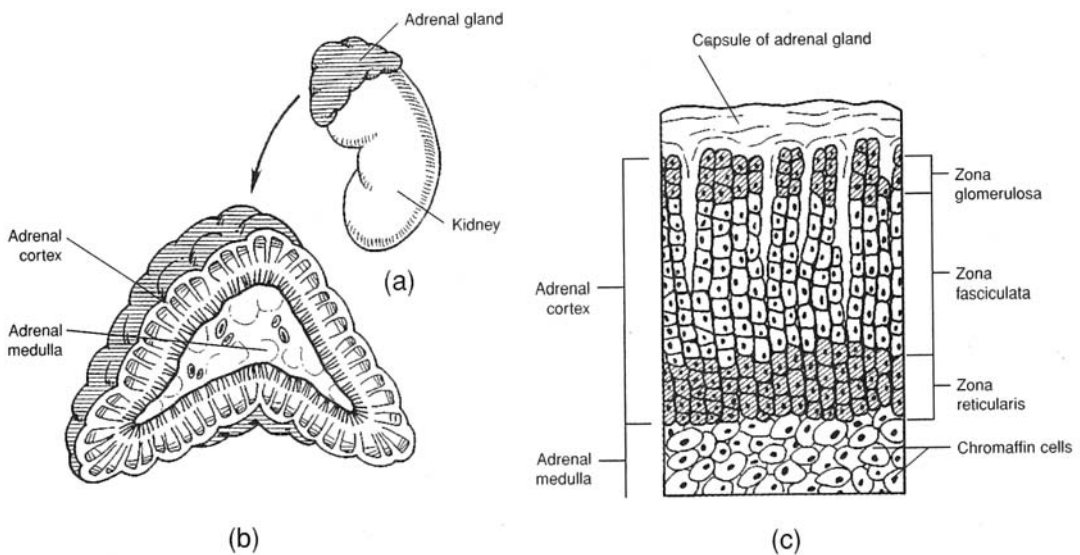 Adrenal gland
Kidney
(a)
Adrenal
cortex
Adrenal
medulla
(b)
Capsule of adrenal gland
Adrenal
cortex
Adrenal
medulla
Zona
glomerulosa
Zona
fasciculata
Zona
reticularis
Chromaffin cells
(c)